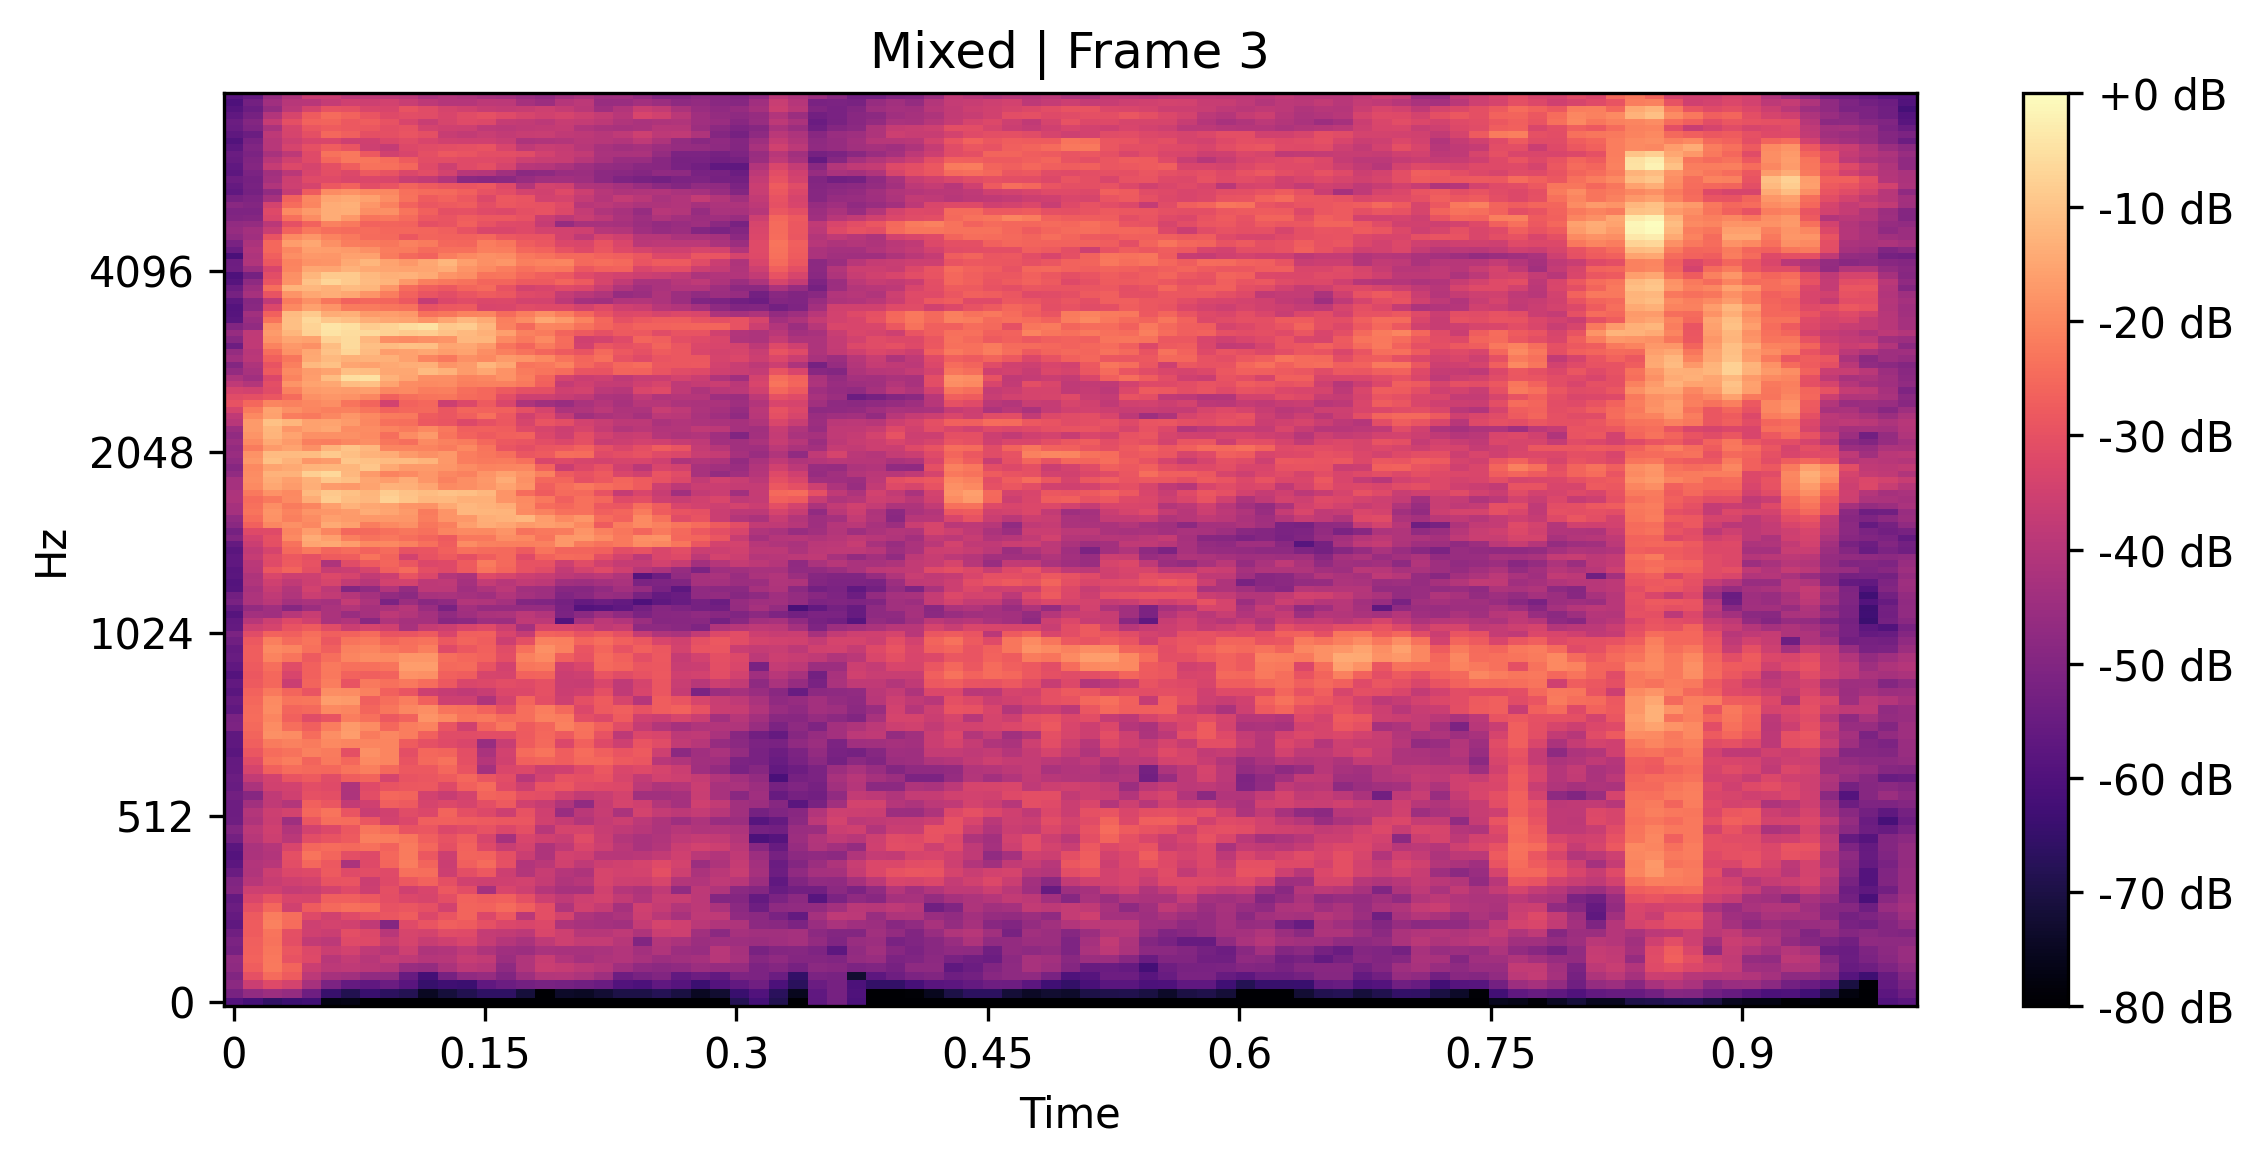 Mixed | Frame 3
+0 dB
-10 dB
-20 dB
-30 dB
-40 dB
-50 dB
-60 dB
-70 dB
-80 dB
Hz
4096
2048
1024
512
0
0 0.15 0.3 0.45 0.6 0.75 0.9
Time